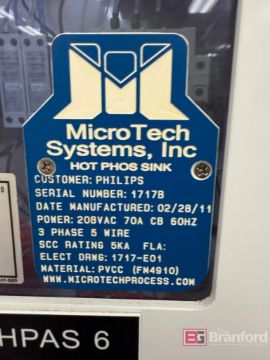 MicroTech
Systems, Inc
HOT PHOS SINK
CUSTOMER: PHILIPS
SERIAL NUMBER: 1717B
DATE MANUFACTURED: 02/28/11
POWER: 208VAC 70A CB 60HZ
3 PHASE 5 WIRE
SCC RATING 5KA FLA:
ELECT DRWG: 1717-E01
MATERIAL: PVCC (FM4910)
WWW.MICROTECHPROCESS.COM
HPAS 6
BG The Branford